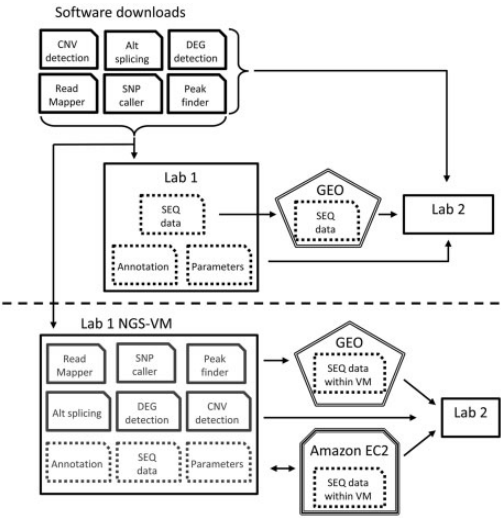 Software downloads
CNV
detection
Alt
splicing
DEG
detection
Read
Mapper
SNP
caller
Peak
finder
Lab 1
SEQ
data
Annotation
Parameters
GEO
SEQ
data
Lab 2
Lab 1 NGS-VM
Read
Mapper
SNP
caller
Peak
finder
Alt splicing
DEG
detection
CNV
detection
Annotation
SEQ
data
Parameters
GEO
SEQ data
within VM
Amazon EC2
SEQ data
within VM
Lab 2